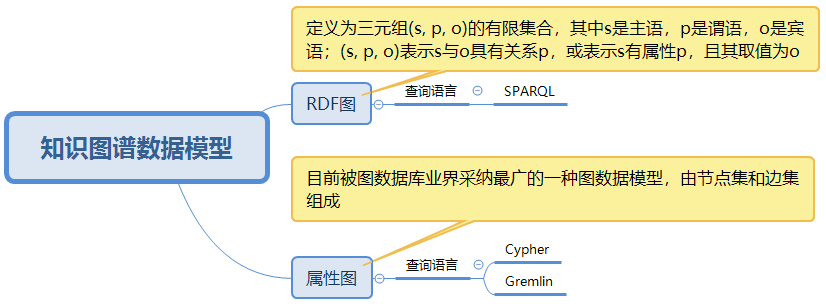 定义为三元组(s, p, o)的有限集合，其中s是主语，p是谓语，o是宾
语；(s, p, o)表示s与o具有关系p，或表示s有属性p，且其取值为o
RDF图
查询语言
SPARQL
知识图谱数据模型
目前被图数据库业界采纳最广的一种图数据模型，由节点集和边集
组成
属性图
查询语言
Cypher
Gremlin